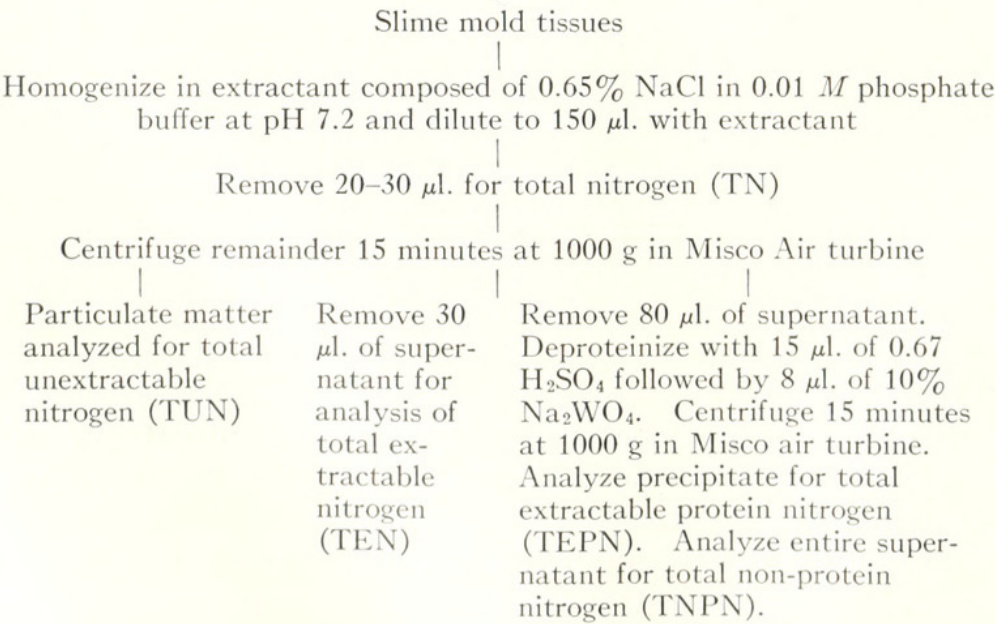 Slime mold tissues
Homogenize in extractant composed of 0.65% NaCl in 0.01 M phosphate
buffer at pH 7.2 and dilute to 150 μl. with extractant
Remove 20–30 μl. for total nitrogen (TN)
Centrifuge remainder 15 minutes at 1000 g in Misco Air turbine
Particulate matter
analyzed for total
unextractable
nitrogen (TUN)
Remove 30
μl. of super-
natant for
analysis of
total ex-
tractable
nitrogen
(TEN)
Remove 80 μl. of supernatant.
Deproteinize with 15 μl. of 0.67
H₂SO₄ followed by 8 μl. of 10%
Na₂WO₄. Centrifuge 15 minutes
at 1000 g in Misco air turbine.
Analyze precipitate for total
extractable protein nitrogen
(TEPN). Analyze entire super-
natant for total non-protein
nitrogen (TNPN).